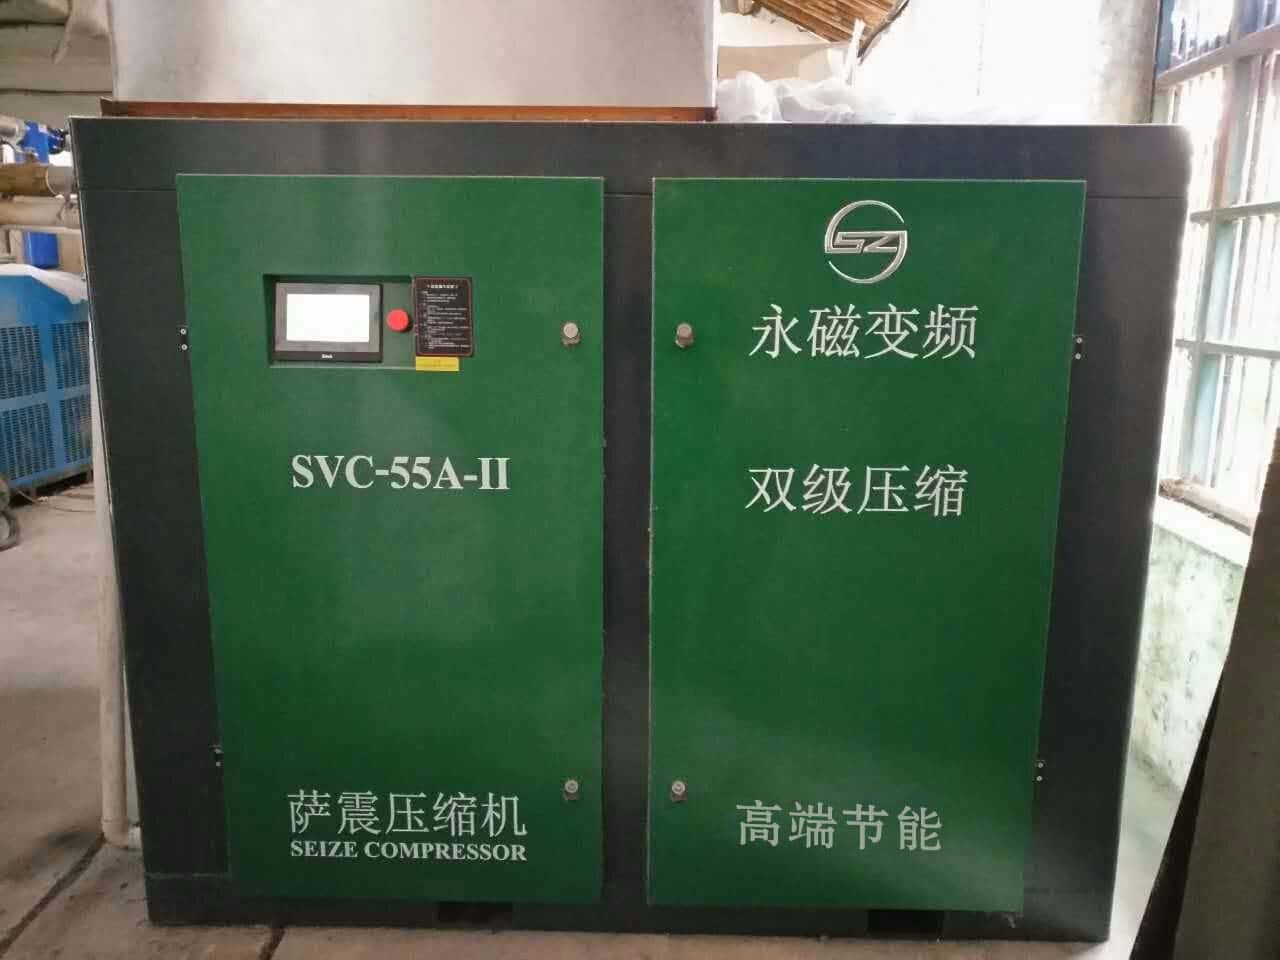 SVC-55A-II
萨震压缩机
SEIZE COMPRESSOR
SZ
永磁变频
双级压缩
高端节能